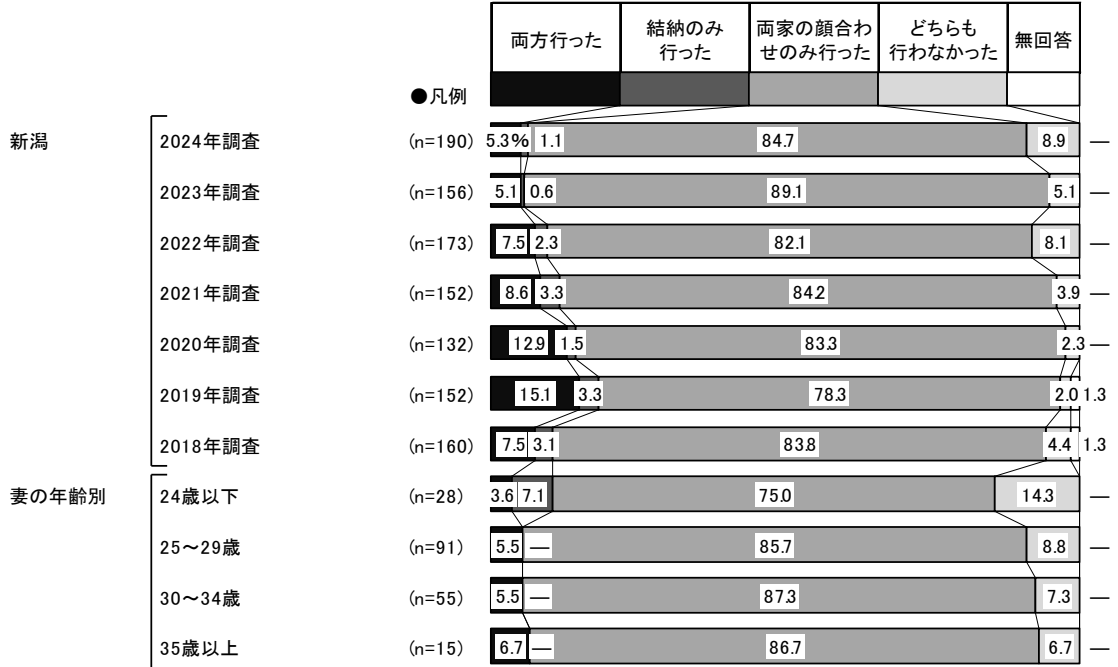 両方行った 結納のみ行った 両家の顔合わせのみ行った どちらも行わなかった 無回答
●凡例
新潟 2024年調査 (n=190) 5.3% 1.1 84.7 8.9 ―
2023年調査 (n=156) 5.1 0.6 89.1 5.1 ―
2022年調査 (n=173) 7.5 2.3 82.1 8.1 ―
2021年調査 (n=152) 8.6 3.3 84.2 3.9 ―
2020年調査 (n=132) 12.9 1.5 83.3 2.3 ―
2019年調査 (n=152) 15.1 3.3 78.3 2.0 1.3
2018年調査 (n=160) 7.5 3.1 83.8 4.4 1.3
妻の年齢別 24歳以下 (n=28) 3.6 7.1 75.0 14.3 ―
25～29歳 (n=91) 5.5 ― 85.7 8.8 ―
30～34歳 (n=55) 5.5 ― 87.3 7.3 ―
35歳以上 (n=15) 6.7 ― 86.7 6.7 ―